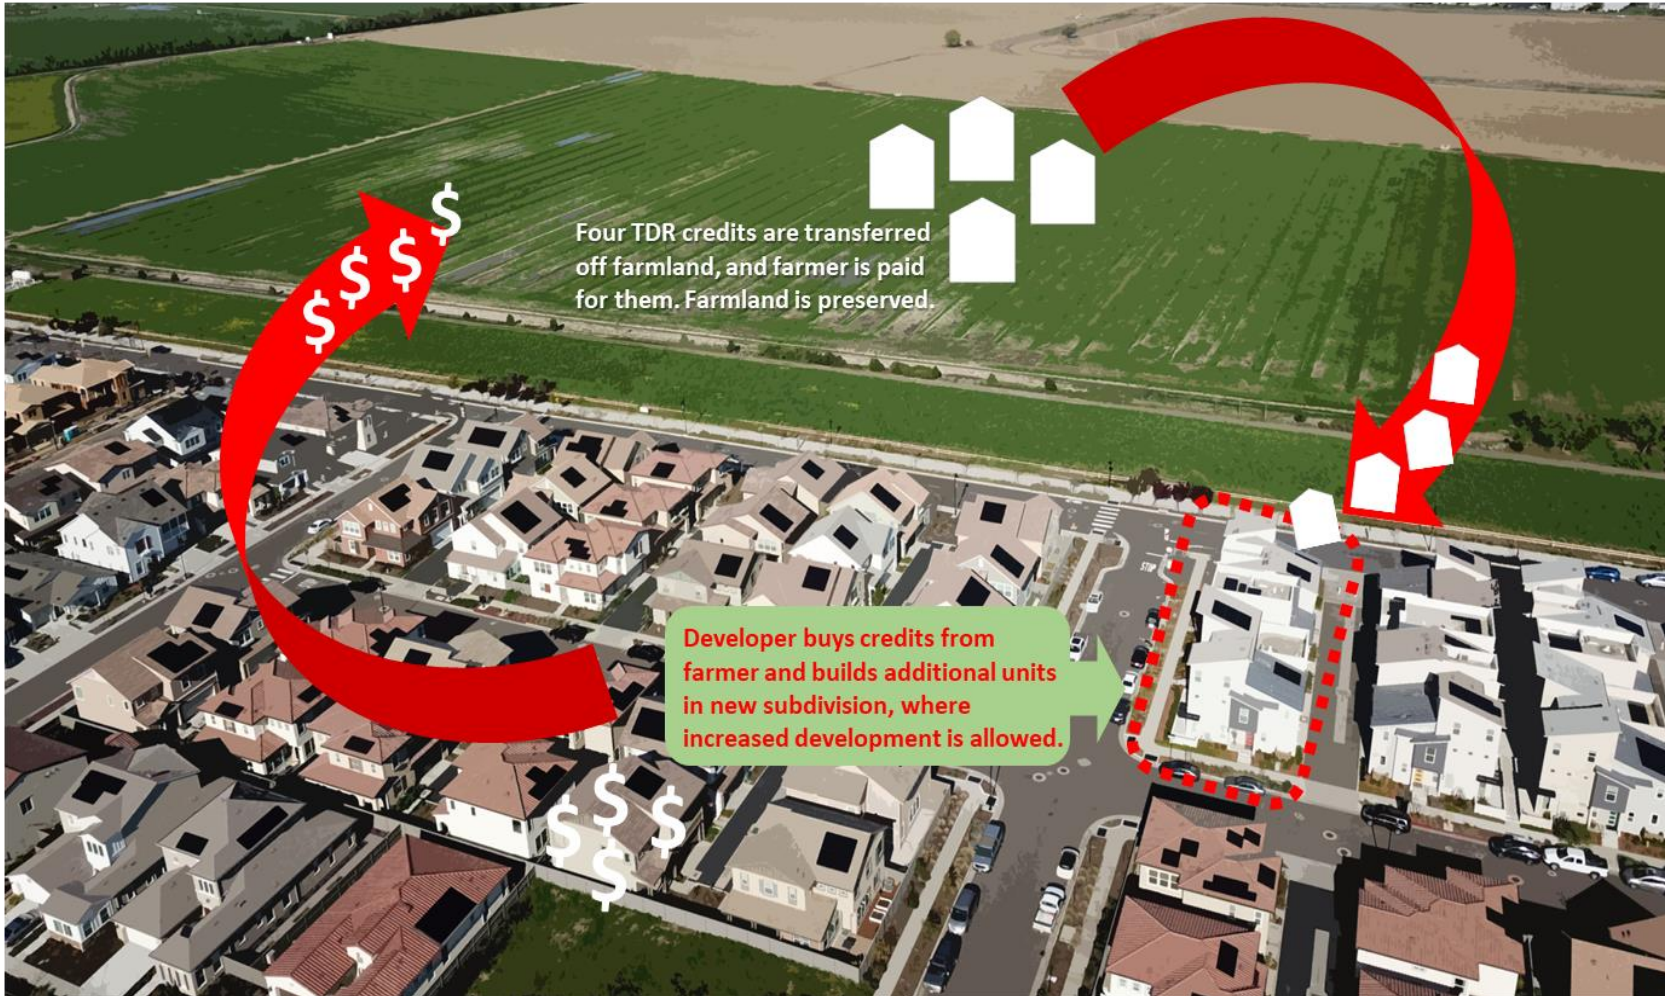 $ $ $ $
Four TDR credits are transferred
off farmland, and farmer is paid
for them. Farmland is preserved.
STOP
Developer buys credits from
farmer and builds additional units
in new subdivision, where
increased development is allowed.
$ $ $ $